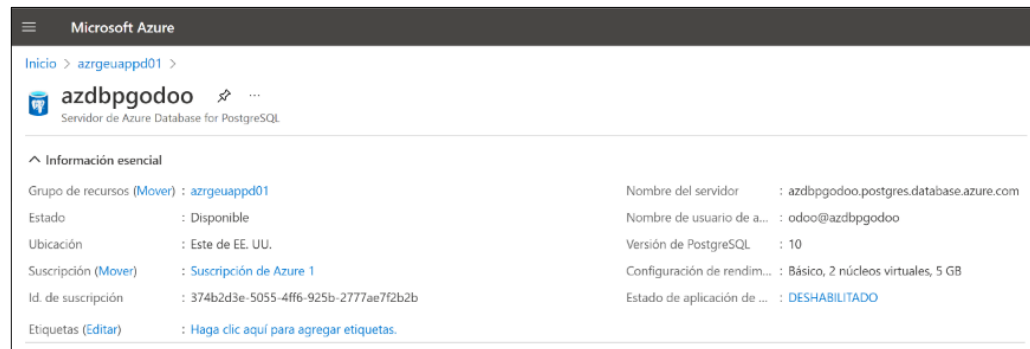 Microsoft Azure
Inicio > azrgeuappd01 >
azdbpgodoo ...
Servidor de Azure Database for PostgreSQL
Información esencial
Grupo de recursos (Mover) : azrgeuappd01
Estado : Disponible
Ubicación : Este de EE. UU.
Suscripción (Mover) : Suscripción de Azure 1
Id. de suscripción : 374b2d3e-5055-4ff6-925b-2777ae7f2b2b
Etiquetas (Editar) : Haga clic aquí para agregar etiquetas.
Nombre del servidor : azdbpgodoo.postgres.database.azure.com
Nombre de usuario de a... : odoo@azdbpgodoo
Versión de PostgreSQL : 10
Configuración de rendim... : Básico, 2 núcleos virtuales, 5 GB
Estado de aplicación de ... : DESHABILITADO